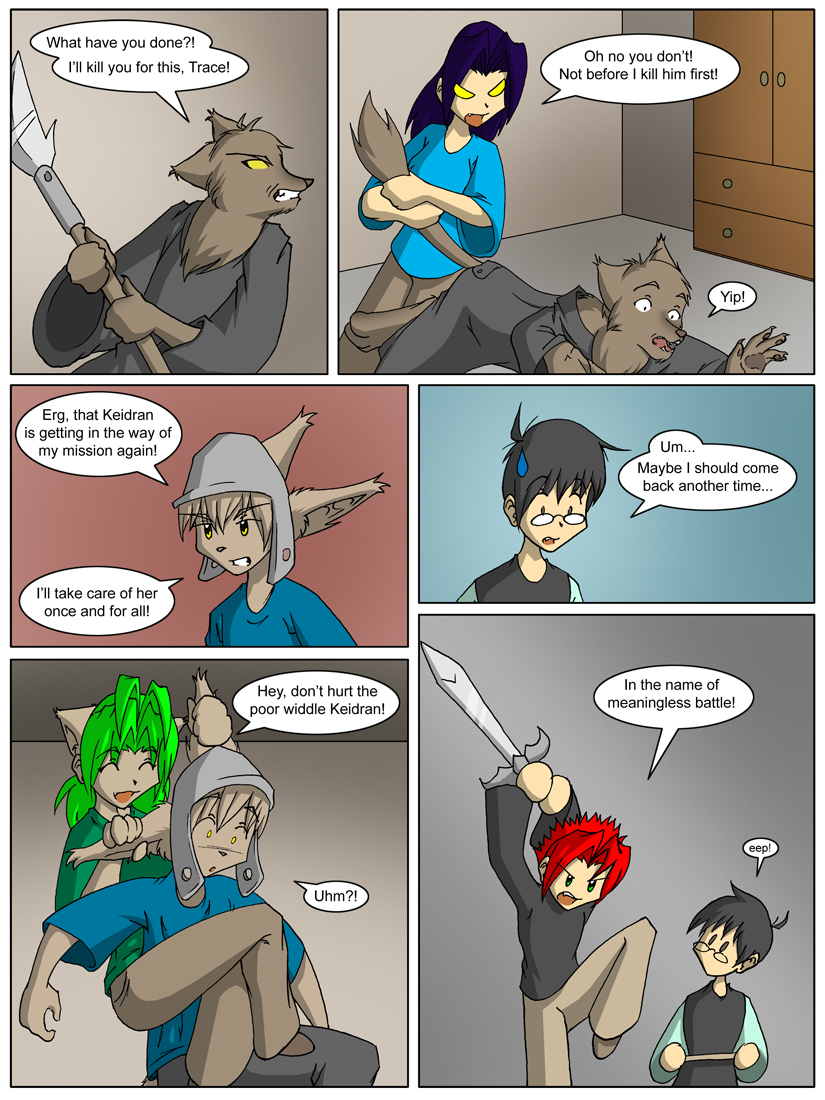 What have you done?!
I'll kill you for this, Trace!
Oh no you don't!
Not before I kill him first!
Yip!
Erg, that Keidran
is getting in the way of
my mission again!
I'll take care of her
once and for all!
Um...
Maybe I should come
back another time...
Hey, don't hurt the
poor widdle Keidran!
Uhm?!
In the name of
meaningless battle!
eep!